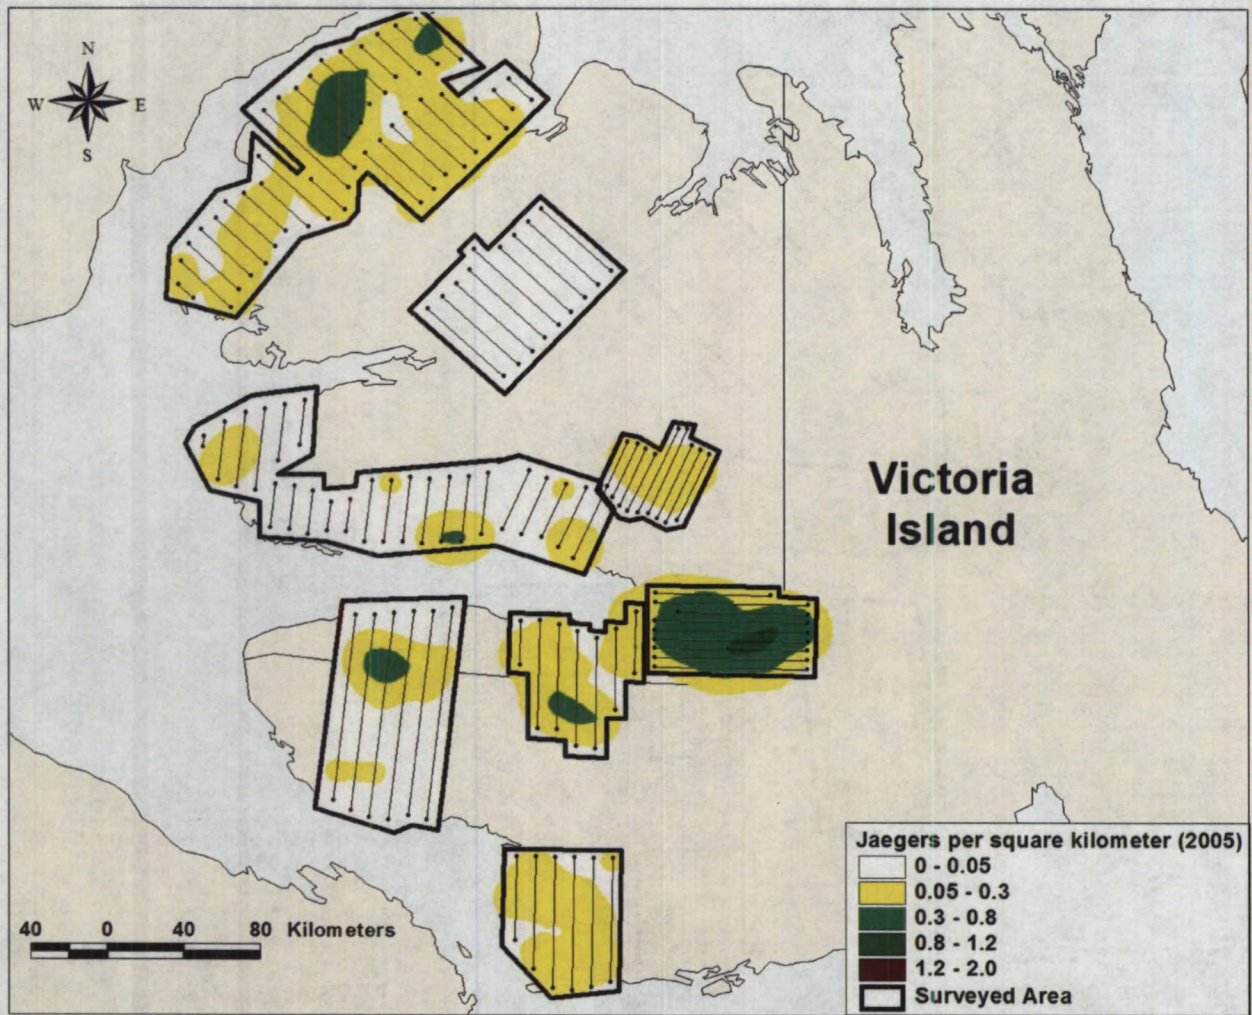 N
W E
S
Victoria
Island
Jaegers per square kilometer (2005)
0 - 0.05
0.05 - 0.3
0.3 - 0.8
0.8 - 1.2
1.2 - 2.0
Surveyed Area
40 0 40 80 Kilometers